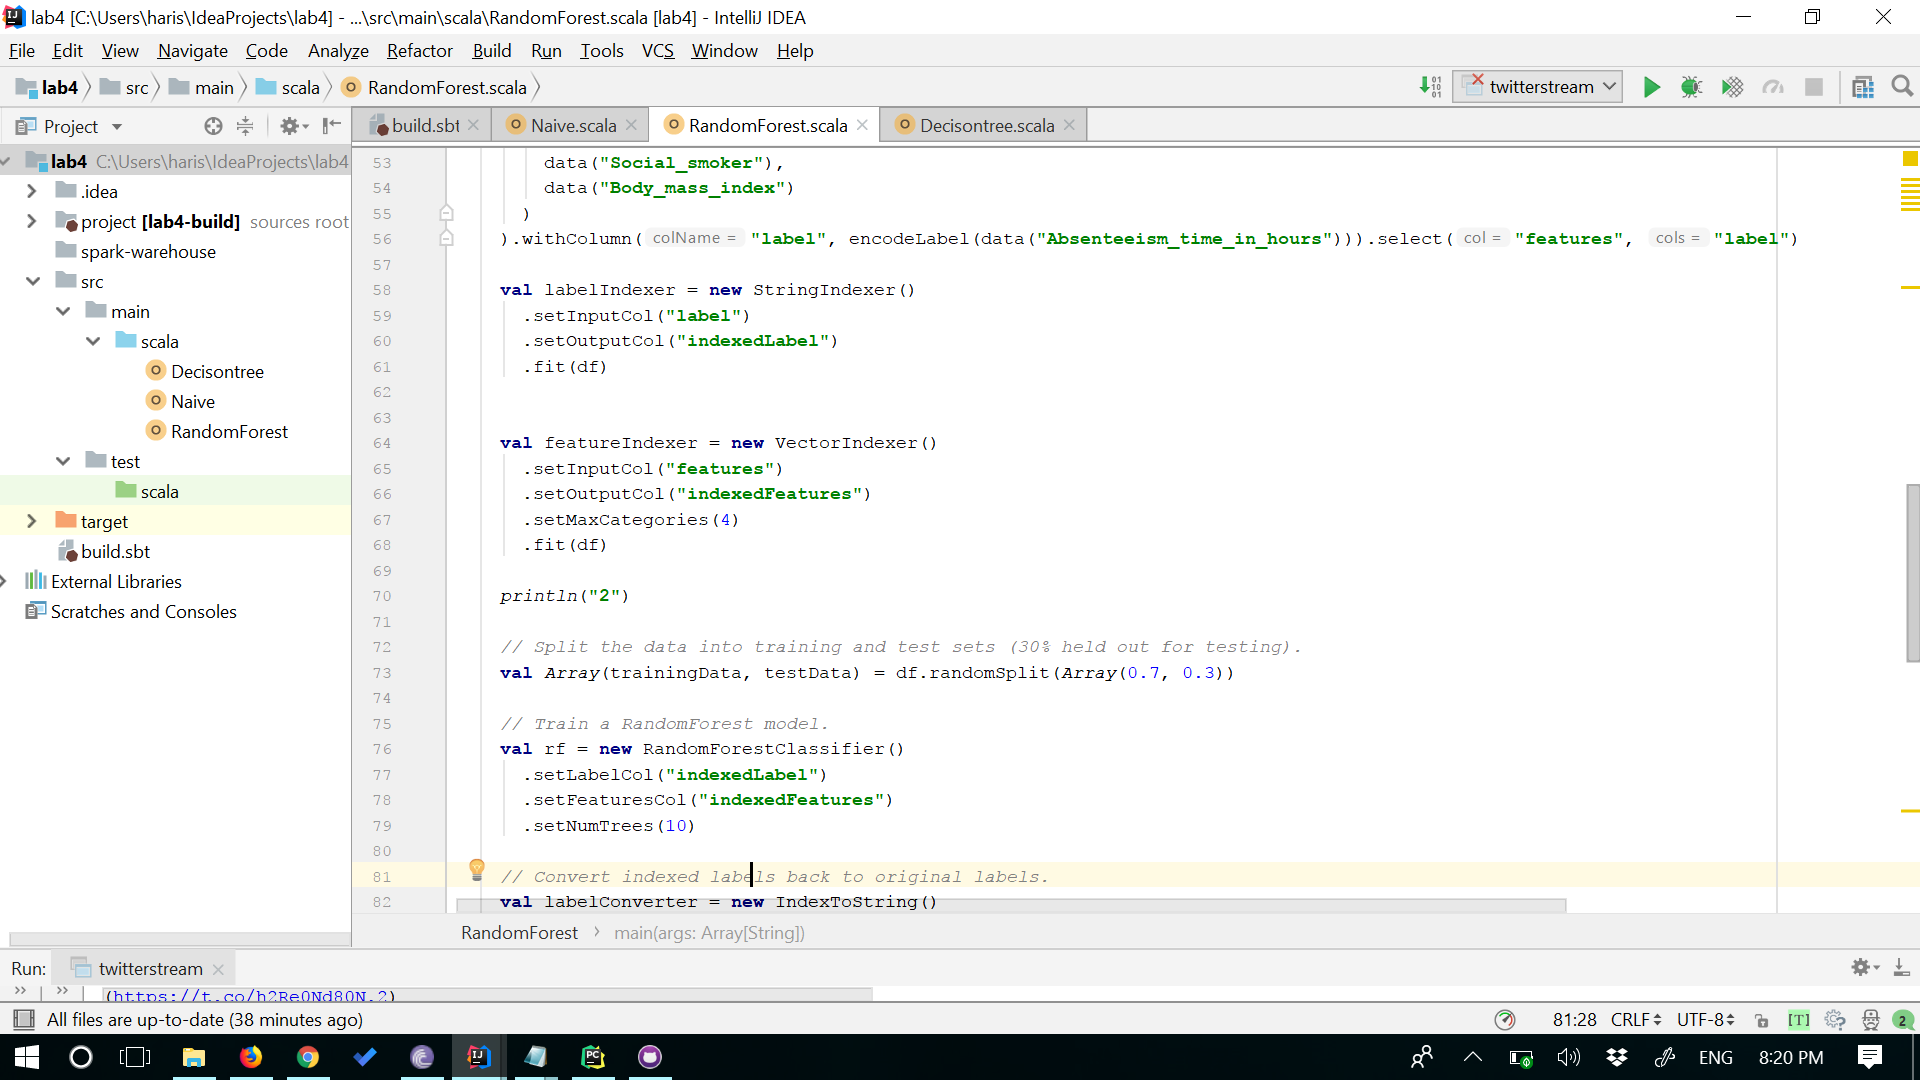 lab4 [C:\Users\haris\IdeaProjects\lab4] - ...\src\main\scala\RandomForest.scala [lab4] - IntelliJ IDEA
File Edit View Navigate Code Analyze Refactor Build Run Tools VCS Window Help
lab4 src main scala RandomForest.scala twitterstream
Project build.sbt Naive.scala RandomForest.scala Decisontree.scala
lab4 C:\Users\haris\IdeaProjects\lab4
.idea
project [lab4-build] sources root
spark-warehouse
src
main
scala
Decisontree
Naive
RandomForest
test
scala
target
build.sbt
External Libraries
Scratches and Consoles
53 data("Social_smoker"),
54 data("Body_mass_index")
55 )
56 ).withColumn( colName = "label", encodeLabel(data("Absenteeism_time_in_hours"))).select( col = "features", cols = "label")
57
58 val labelIndexer = new StringIndexer()
59 .setInputCol("label")
60 .setOutputCol("indexedLabel")
61 .fit(df)
62
63
64 val featureIndexer = new VectorIndexer()
65 .setInputCol("features")
66 .setOutputCol("indexedFeatures")
67 .setMaxCategories(4)
68 .fit(df)
69
70 println("2")
71
72 // Split the data into training and test sets (30% held out for testing).
73 val Array(trainingData, testData) = df.randomSplit(Array(0.7, 0.3))
74
75 // Train a RandomForest model.
76 val rf = new RandomForestClassifier()
77 .setLabelCol("indexedLabel")
78 .setFeaturesCol("indexedFeatures")
79 .setNumTrees(10)
80
81 // Convert indexed labels back to original labels.
82 val labelConverter = new IndexToString()
RandomForest main(args: Array[String])
Run: twitterstream
(https://t.co/h2Re0Nd80N,2)
All files are up-to-date (38 minutes ago) 81:28 CRLF UTF-8 [T] 2
ENG 8:20 PM